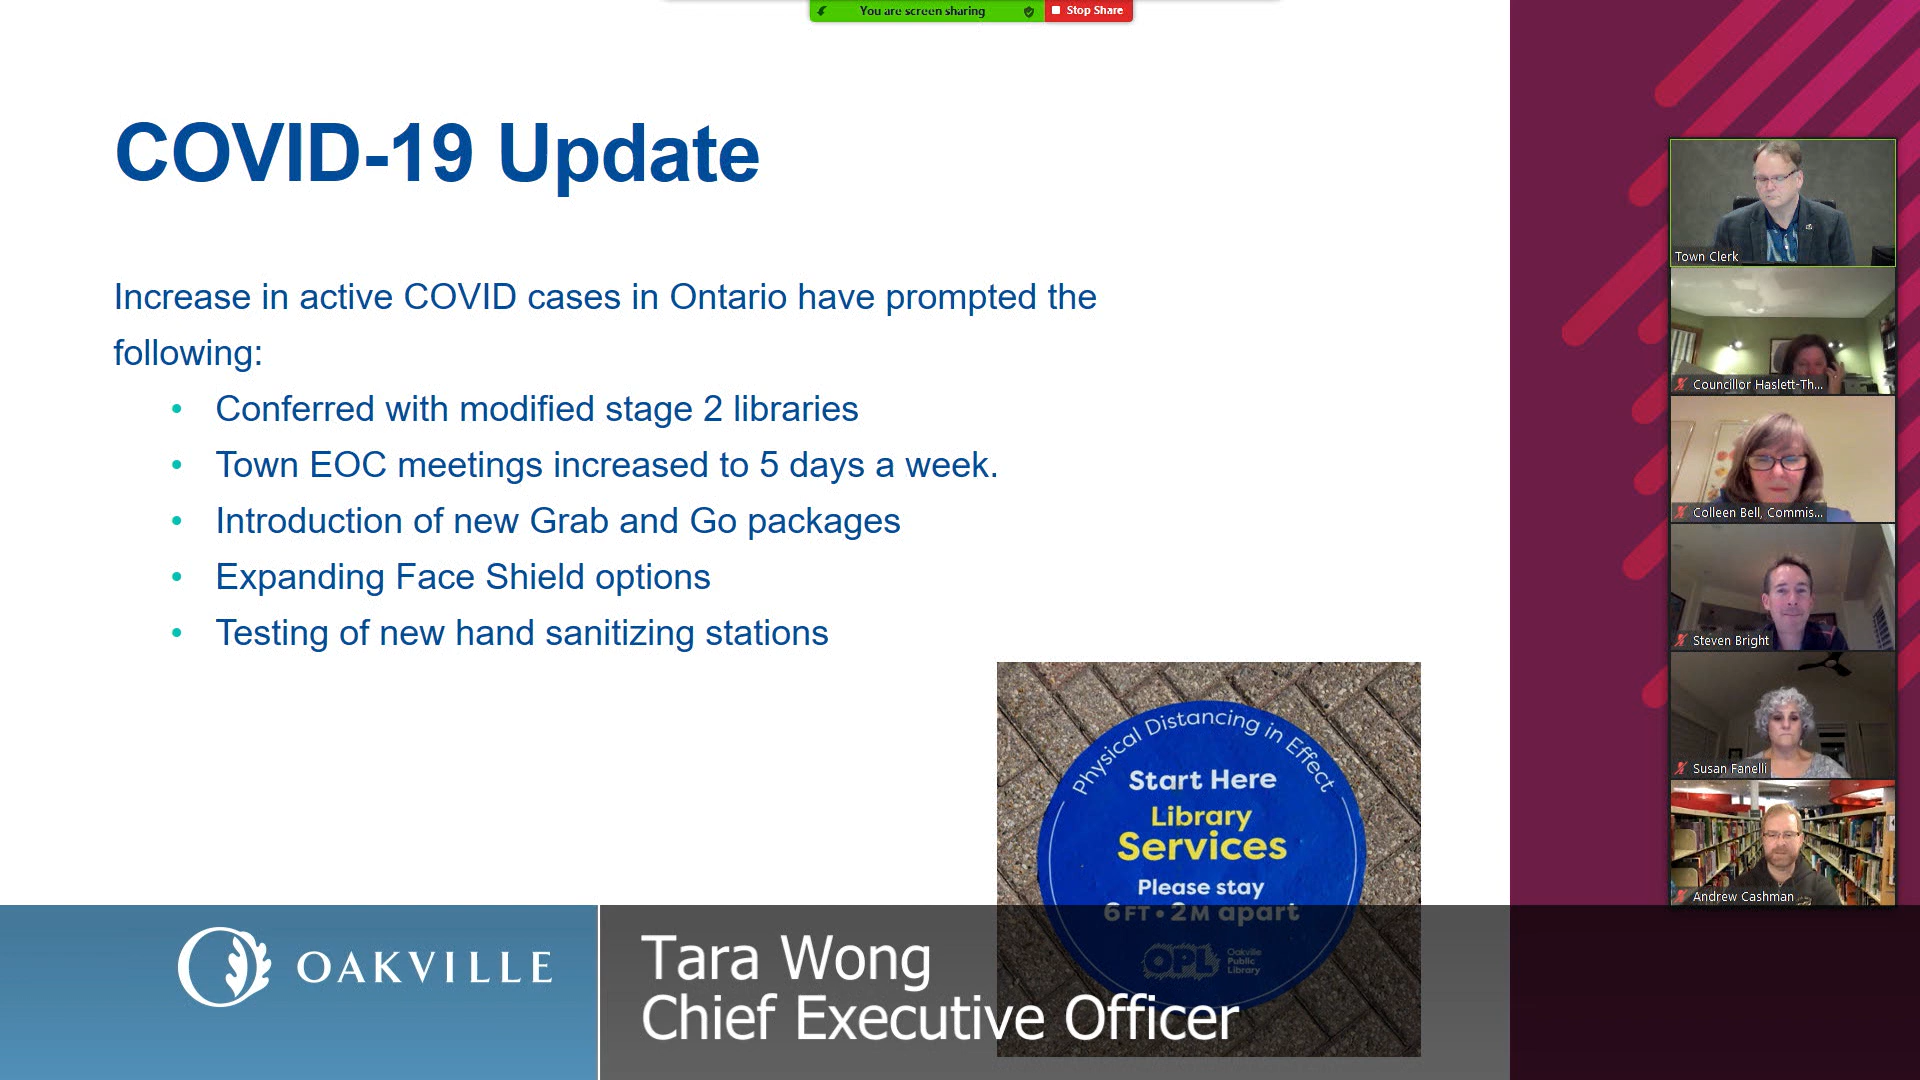 You are screen sharing
Stop Share
COVID-19 Update
Increase in active COVID cases in Ontario have prompted the
following:
• Conferred with modified stage 2 libraries
• Town EOC meetings increased to 5 days a week.
• Introduction of new Grab and Go packages
• Expanding Face Shield options
• Testing of new hand sanitizing stations
Physical Distancing in Effect
Start Here
Library
Services
Please stay
6FT • 2M apart
OPL
Oakville
Public
Library
Town Clerk
Councillor Haslett-Th...
Colleen Bell, Commis...
Steven Bright
Susan Fanelli
Andrew Cashman
OAKVILLE
Tara Wong
Chief Executive Officer